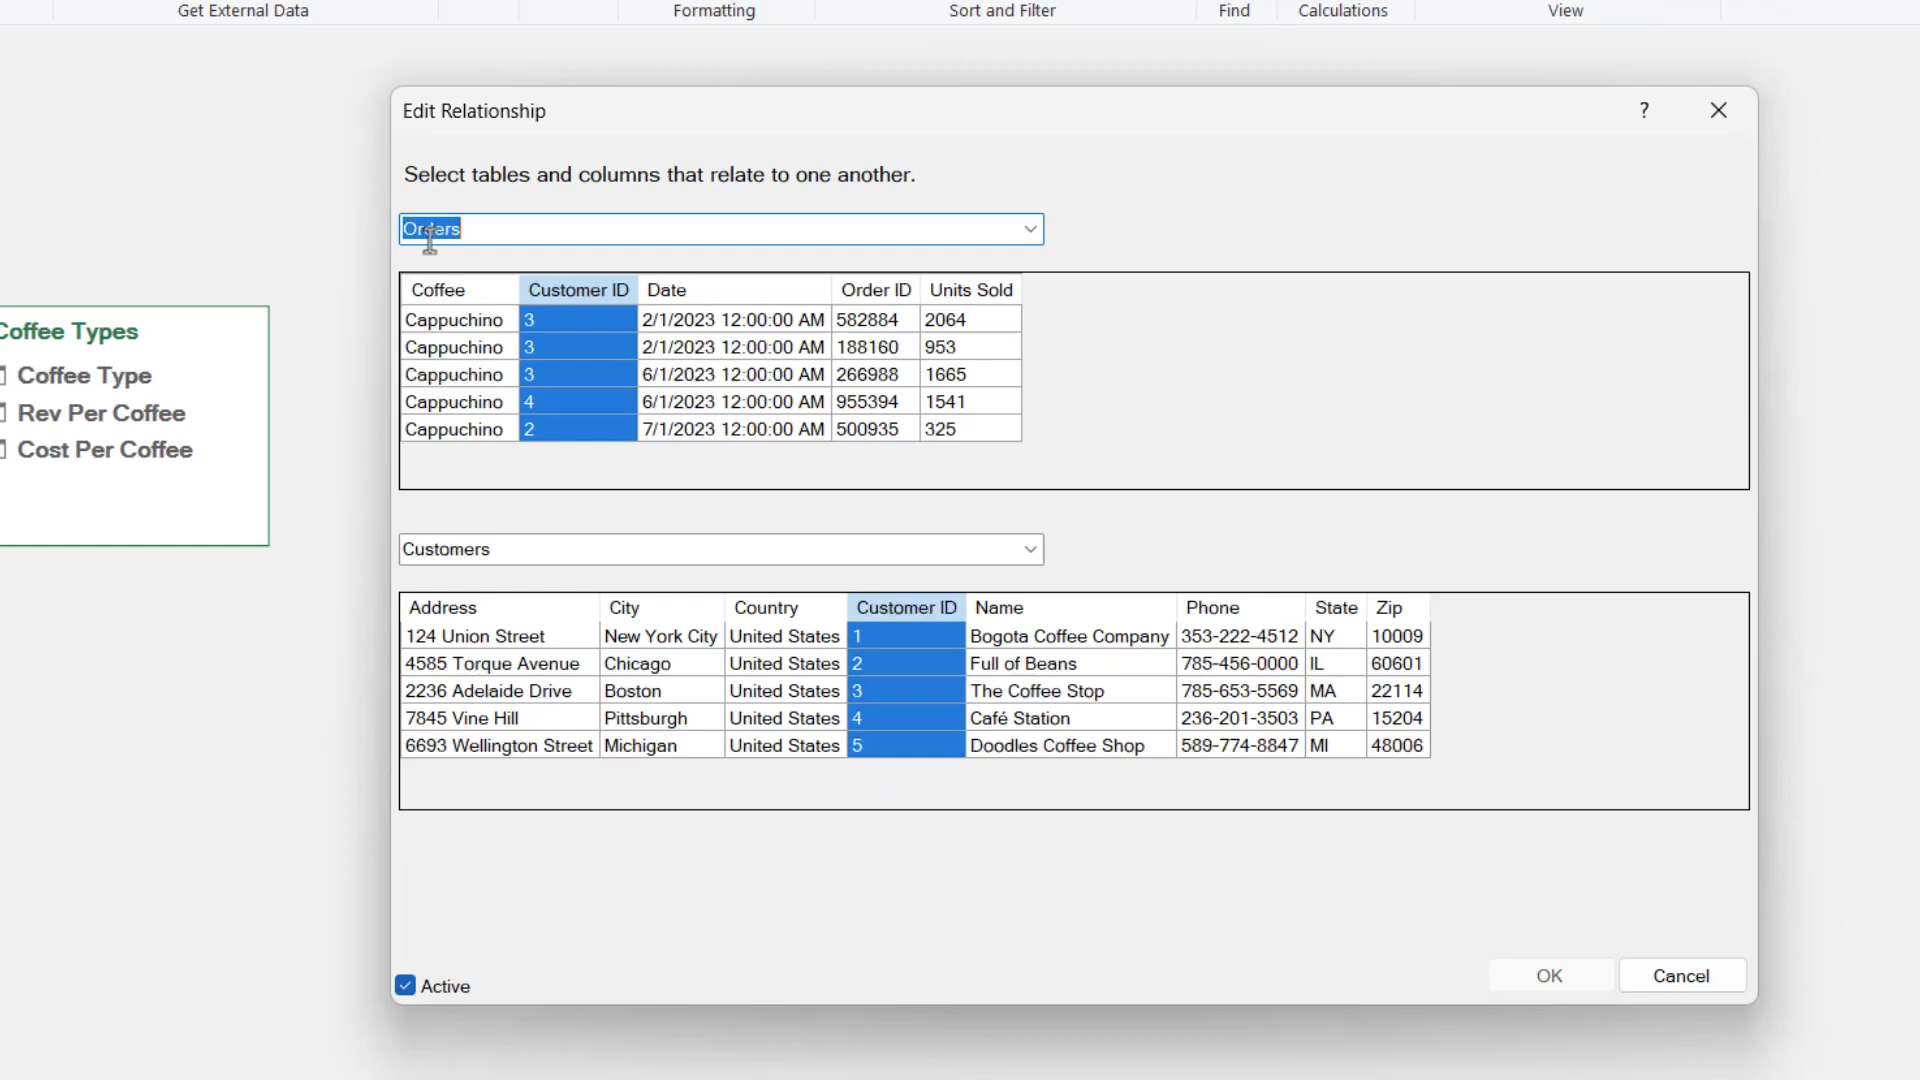 Get External Data Formatting Sort and Filter Find Calculations View
Edit Relationship ?
Select tables and columns that relate to one another.
Orders
Coffee Customer ID Date Order ID Units Sold
Cappuchino 3 2/1/2023 12:00:00 AM 582884 2064
Cappuchino 3 2/1/2023 12:00:00 AM 188160 953
Cappuchino 3 6/1/2023 12:00:00 AM 266988 1665
Cappuchino 4 6/1/2023 12:00:00 AM 955394 1541
Cappuchino 2 7/1/2023 12:00:00 AM 500935 325
Coffee Types
Coffee Type
Rev Per Coffee
Cost Per Coffee
Customers
Address City Country Customer ID Name Phone State Zip
124 Union Street New York City United States 1 Bogota Coffee Company 353-222-4512 NY 10009
4585 Torque Avenue Chicago United States 2 Full of Beans 785-456-0000 IL 60601
2236 Adelaide Drive Boston United States 3 The Coffee Stop 785-653-5569 MA 22114
7845 Vine Hill Pittsburgh United States 4 Café Station 236-201-3503 PA 15204
6693 Wellington Street Michigan United States 5 Doodles Coffee Shop 589-774-8847 MI 48006
Active
OK Cancel